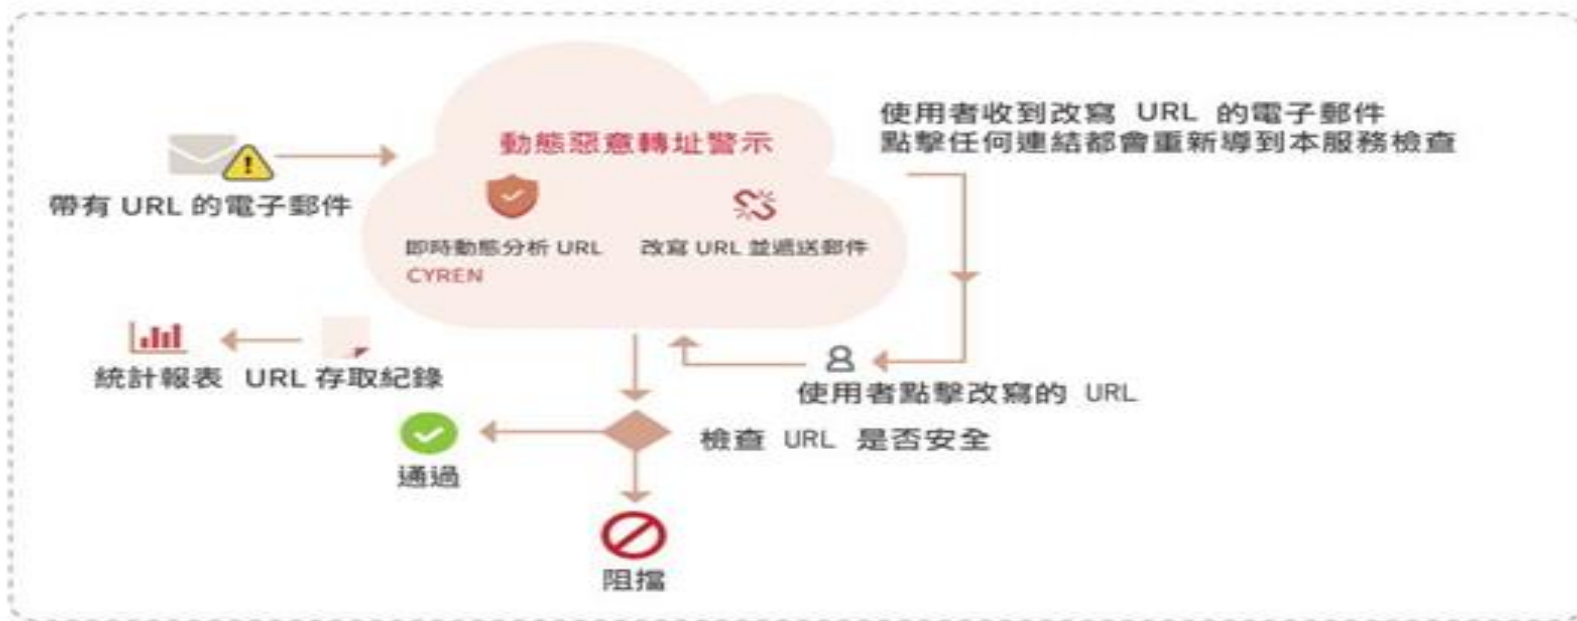 動態惡意轉址警示
使用者收到改寫 URL 的電子郵件
點擊任何連結都會重新導到本服務檢查
帶有 URL 的電子郵件
即時動態分析 URL
CYREN
改寫 URL 並遞送郵件
統計報表 URL 存取紀錄
使用者點擊改寫的 URL
檢查 URL 是否安全
通過
阻擋